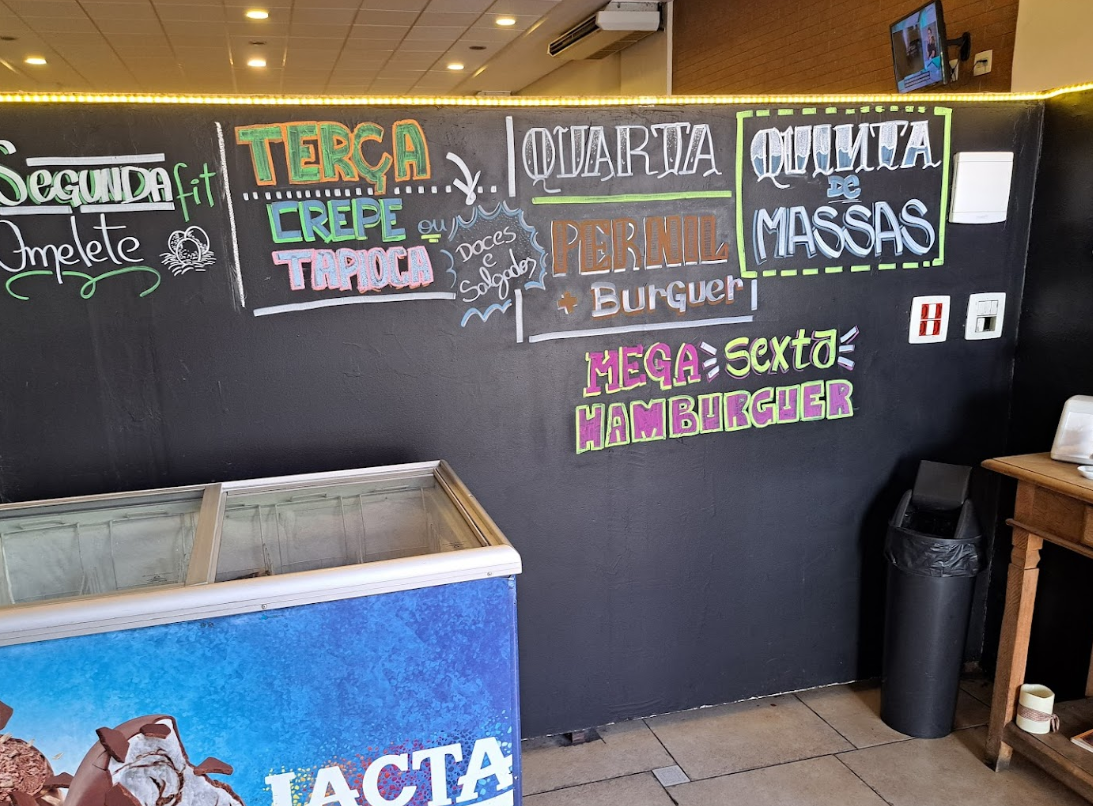 Segunda fit
Omelete
TERÇA
CREPE ou
TAPIOCA
Doces
e
Salgados
QUARTA
PERNIL
+ Burguer
QUINTA
DE
MASSAS
MEGA Sexta
HAMBURGUER
LACTA